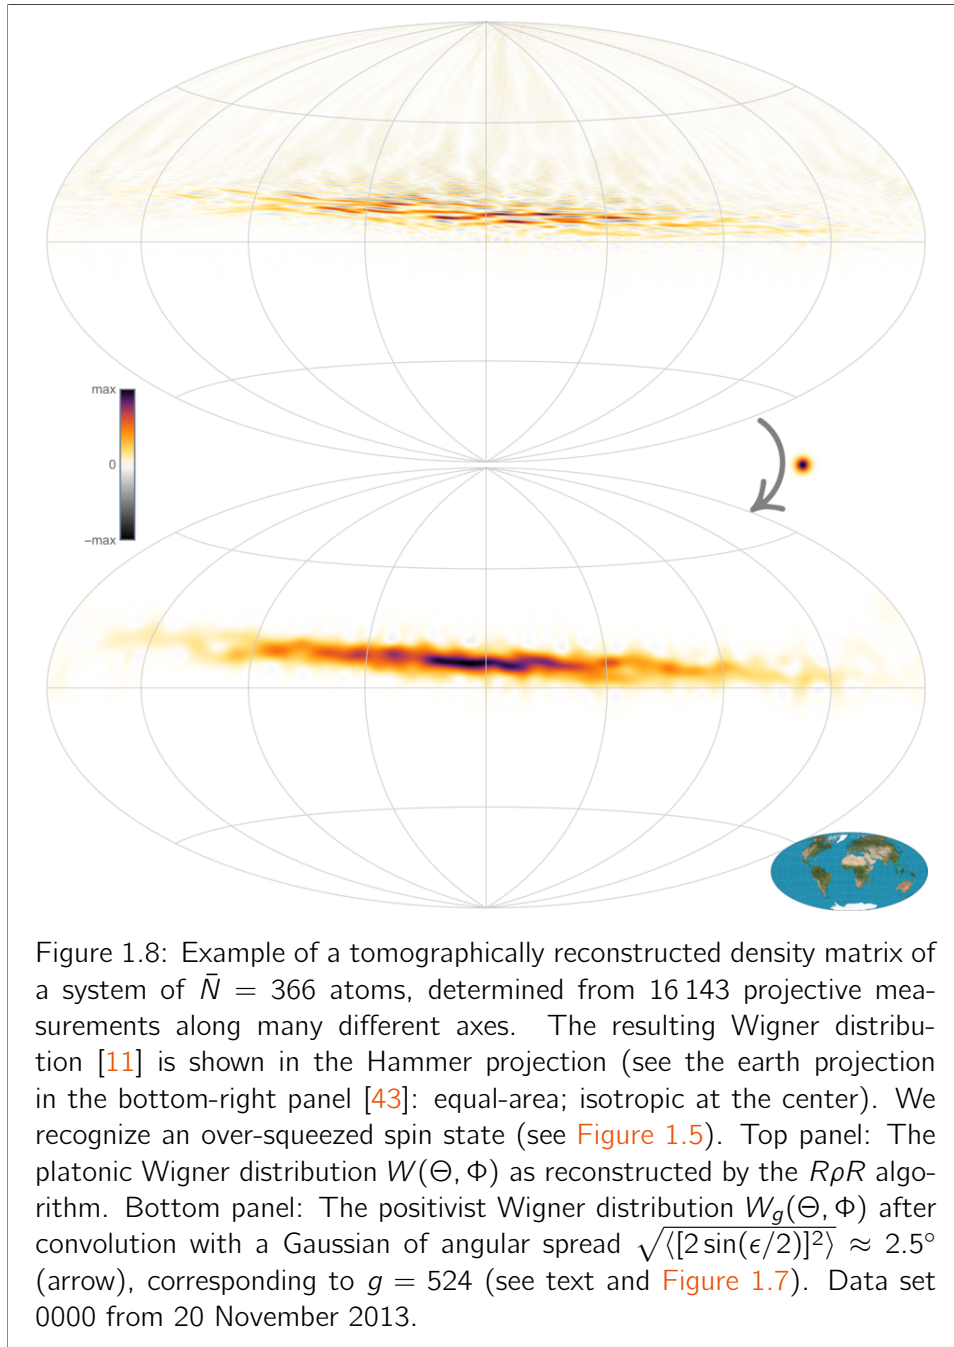 max
0
−max
Figure 1.8: Example of a tomographically reconstructed density matrix of
a system of N̄ = 366 atoms, determined from 16 143 projective mea-
surements along many different axes. The resulting Wigner distribu-
tion [11] is shown in the Hammer projection (see the earth projection
in the bottom-right panel [43]: equal-area; isotropic at the center). We
recognize an over-squeezed spin state (see Figure 1.5). Top panel: The
platonic Wigner distribution W(Θ, Φ) as reconstructed by the RρR algo-
rithm. Bottom panel: The positivist Wigner distribution W_g(Θ, Φ) after
convolution with a Gaussian of angular spread √⟨[2 sin(ϵ/2)]²⟩ ≈ 2.5°
(arrow), corresponding to g = 524 (see text and Figure 1.7). Data set
0000 from 20 November 2013.